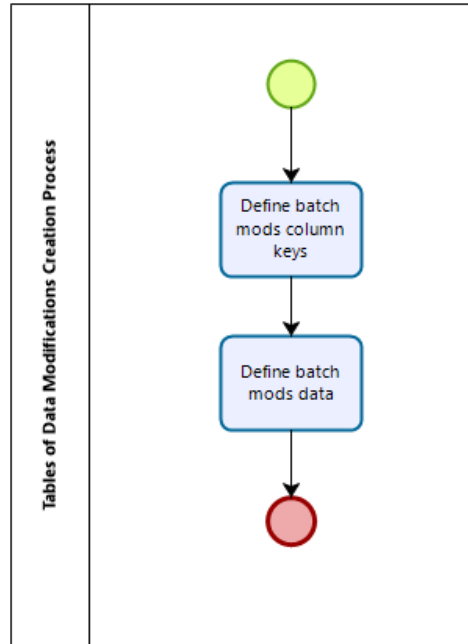 Tables of Data Modifications Creation Process
Define batch
mods column
keys
Define batch
mods data